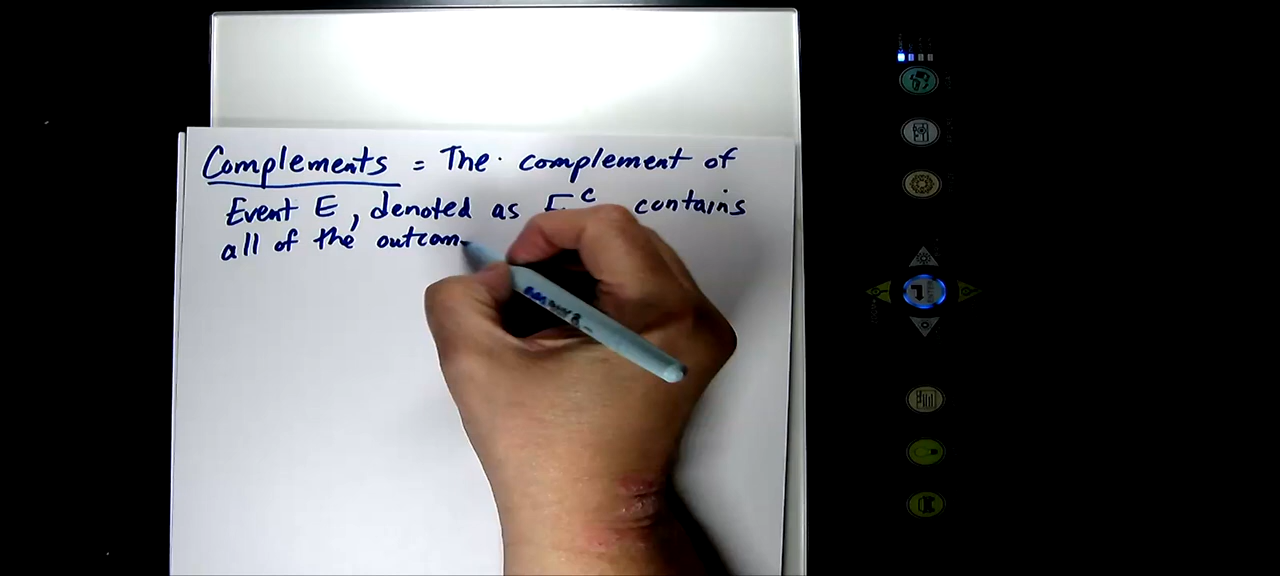 Complements = The complement of
Event E, denoted as E^c contains
all of the outcom